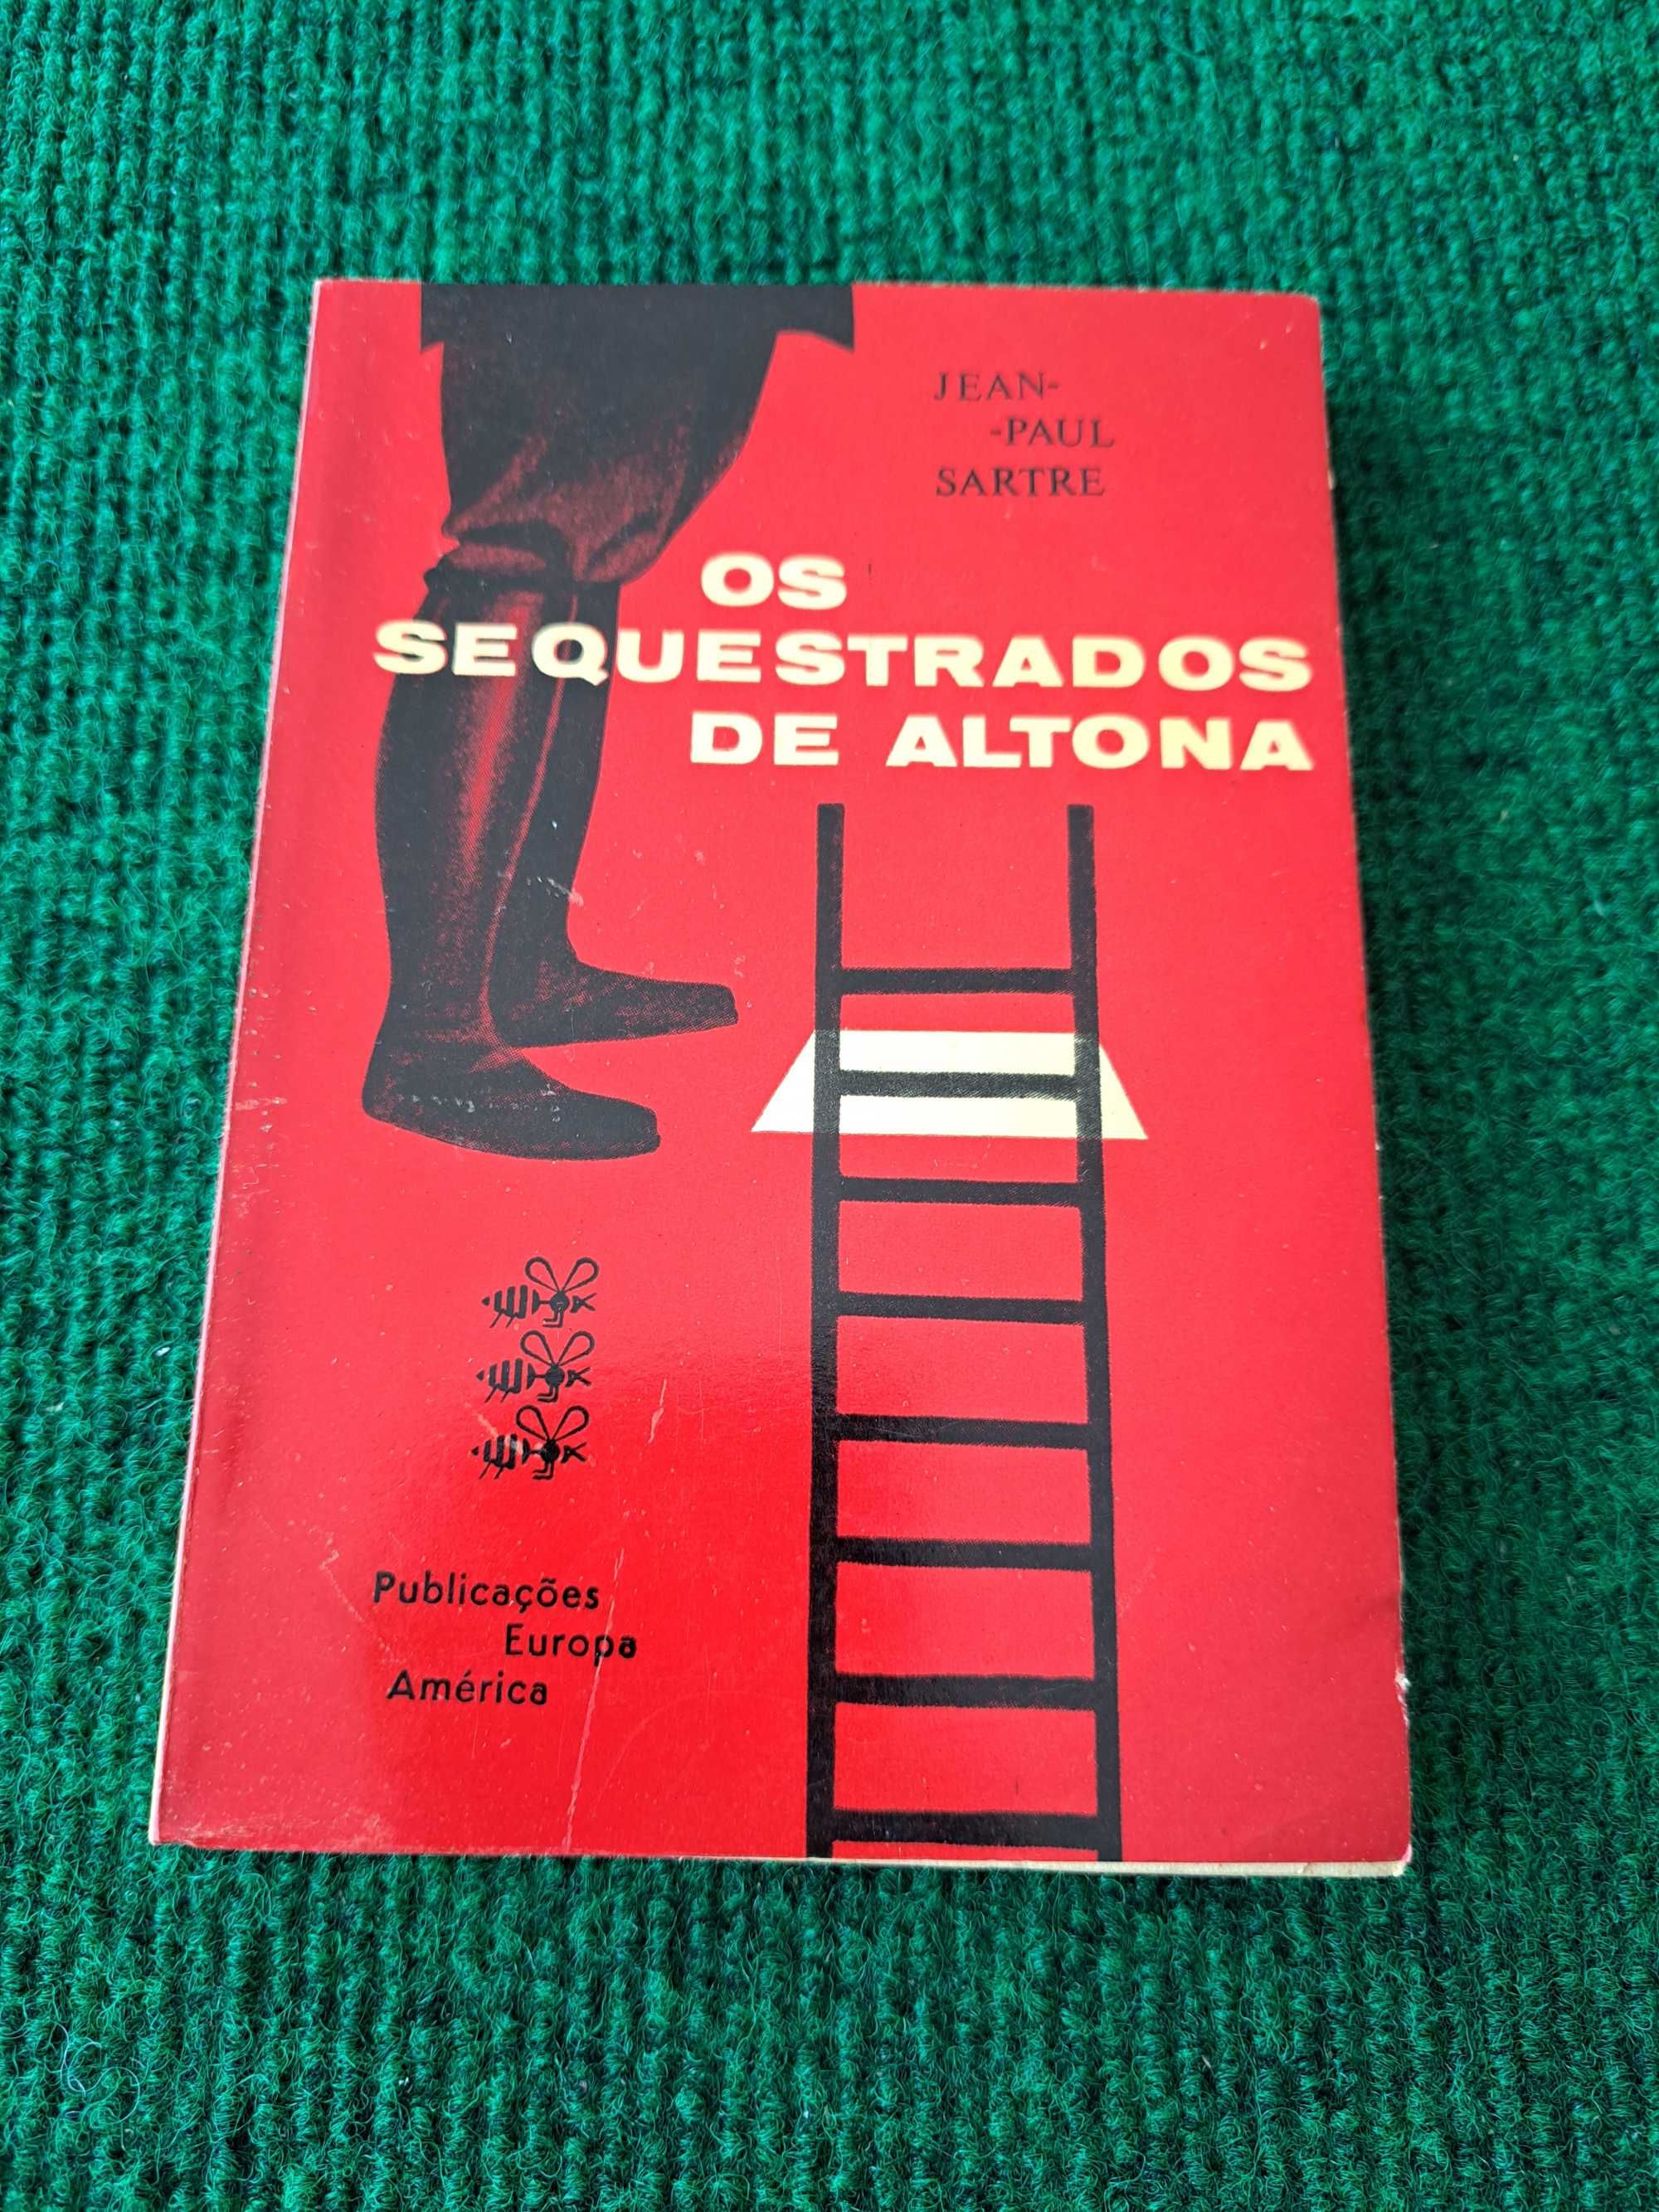 JEAN-
-PAUL
SARTRE
OS
SEQUESTRADOS
DE ALTONA
Publicações
Europa
América